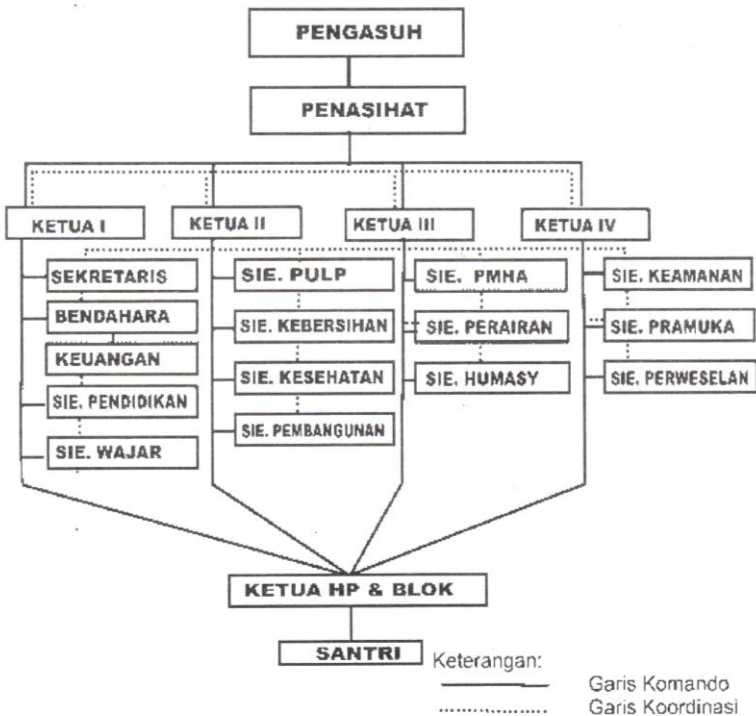 PENGASUH
PENASIHAT
KETUA I
KETUA II
KETUA III
KETUA IV
SEKRETARIS
BENDAHARA
KEUANGAN
SIE. PENDIDIKAN
SIE. WAJAR
SIE. PULP
SIE. KEBERSIHAN
SIE. KESEHATAN
SIE. PEMBANGUNAN
SIE. PMHA
SIE. PERAIRAN
SIE. HUMASY
SIE. KEAMANAN
SIE. PRAMUKA
SIE. PERWESELAN
KETUA HP & BLOK
SANTRI
Keterangan:
Garis Komando
Garis Koordinasi